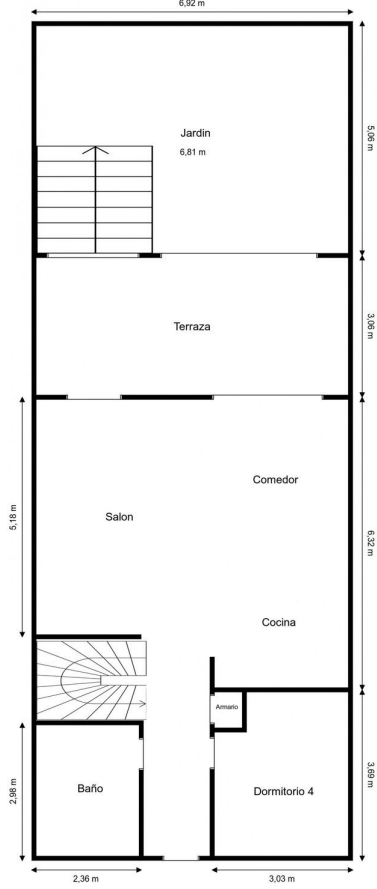 6,92 m
Jardin
6,81 m
5,06 m
Terraza
3,06 m
Comedor
Salon
5,18 m
6,32 m
Cocina
Armario
Baño
Dormitorio 4
2,98 m
3,69 m
2,36 m
3,03 m